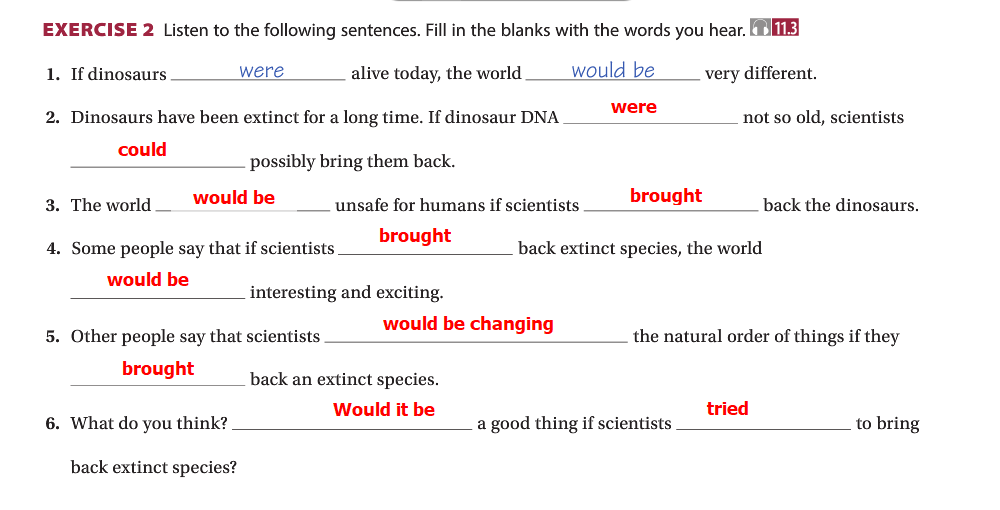 EXERCISE 2 Listen to the following sentences. Fill in the blanks with the words you hear. 11.3
1. If dinosaurs were alive today, the world would be very different.
2. Dinosaurs have been extinct for a long time. If dinosaur DNA were not so old, scientists
could possibly bring them back.
3. The world would be unsafe for humans if scientists brought back the dinosaurs.
4. Some people say that if scientists brought back extinct species, the world
would be interesting and exciting.
5. Other people say that scientists would be changing the natural order of things if they
brought back an extinct species.
6. What do you think? Would it be a good thing if scientists tried to bring
back extinct species?